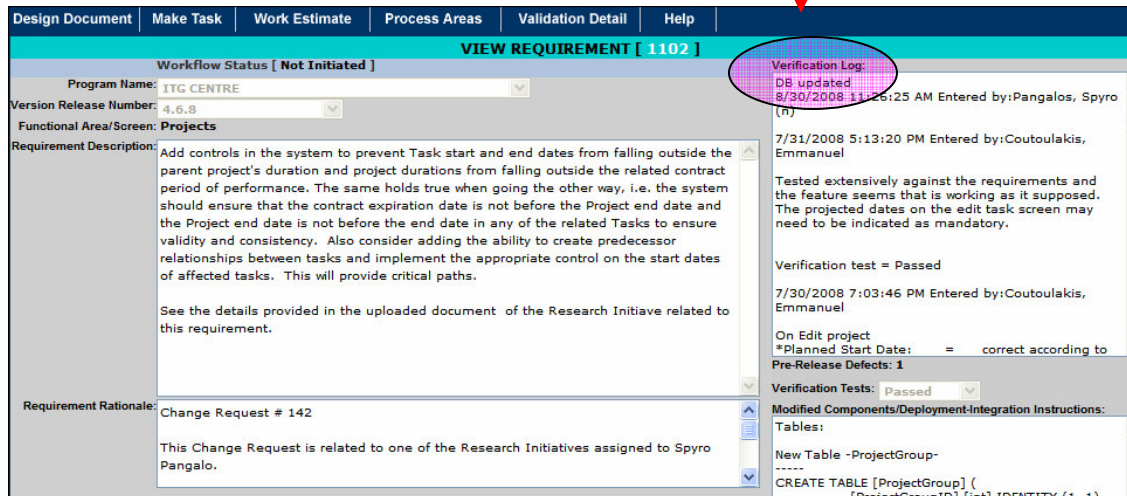 Design Document Make Task Work Estimate Process Areas Validation Detail Help
VIEW REQUIREMENT [ 1102 ]
Workflow Status [ Not Initiated ]
Program Name: ITG CENTRE
Version Release Number: 4.6.8
Functional Area/Screen: Projects
Requirement Description:
Add controls in the system to prevent Task start and end dates from falling outside the
parent project's duration and project durations from falling outside the related contract
period of performance. The same holds true when going the other way, i.e. the system
should ensure that the contract expiration date is not before the Project end date and
the Project end date is not before the end date in any of the related Tasks to ensure
validity and consistency.  Also consider adding the ability to create predecessor
relationships between tasks and implement the appropriate control on the start dates
of affected tasks.  This will provide critical paths.
See the details provided in the uploaded document  of the Research Initiave related to
this requirement.
Requirement Rationale:
Change Request # 142
This Change Request is related to one of the Research Initiatives assigned to Spyro
Pangalo.
Verification Log:
DB updated
8/30/2008 11:26:25 AM Entered by:Pangalos, Spyro
(n)
7/31/2008 5:13:20 PM Entered by:Coutoulakis,
Emmanuel
Tested extensively against the requirements and
the feature seems that is working as it supposed.
The projected dates on the edit task screen may
need to be indicated as mandatory.
Verification test = Passed
7/30/2008 7:03:46 PM Entered by:Coutoulakis,
Emmanuel
On Edit project
*Planned Start Date: = correct according to
Pre-Release Defects: 1
Verification Tests: Passed
Modified Components/Deployment-Integration Instructions:
Tables:
New Table -ProjectGroup-
-----
CREATE TABLE [ProjectGroup] (
[ProjectGroupID] [int] IDENTITY (1, 1)